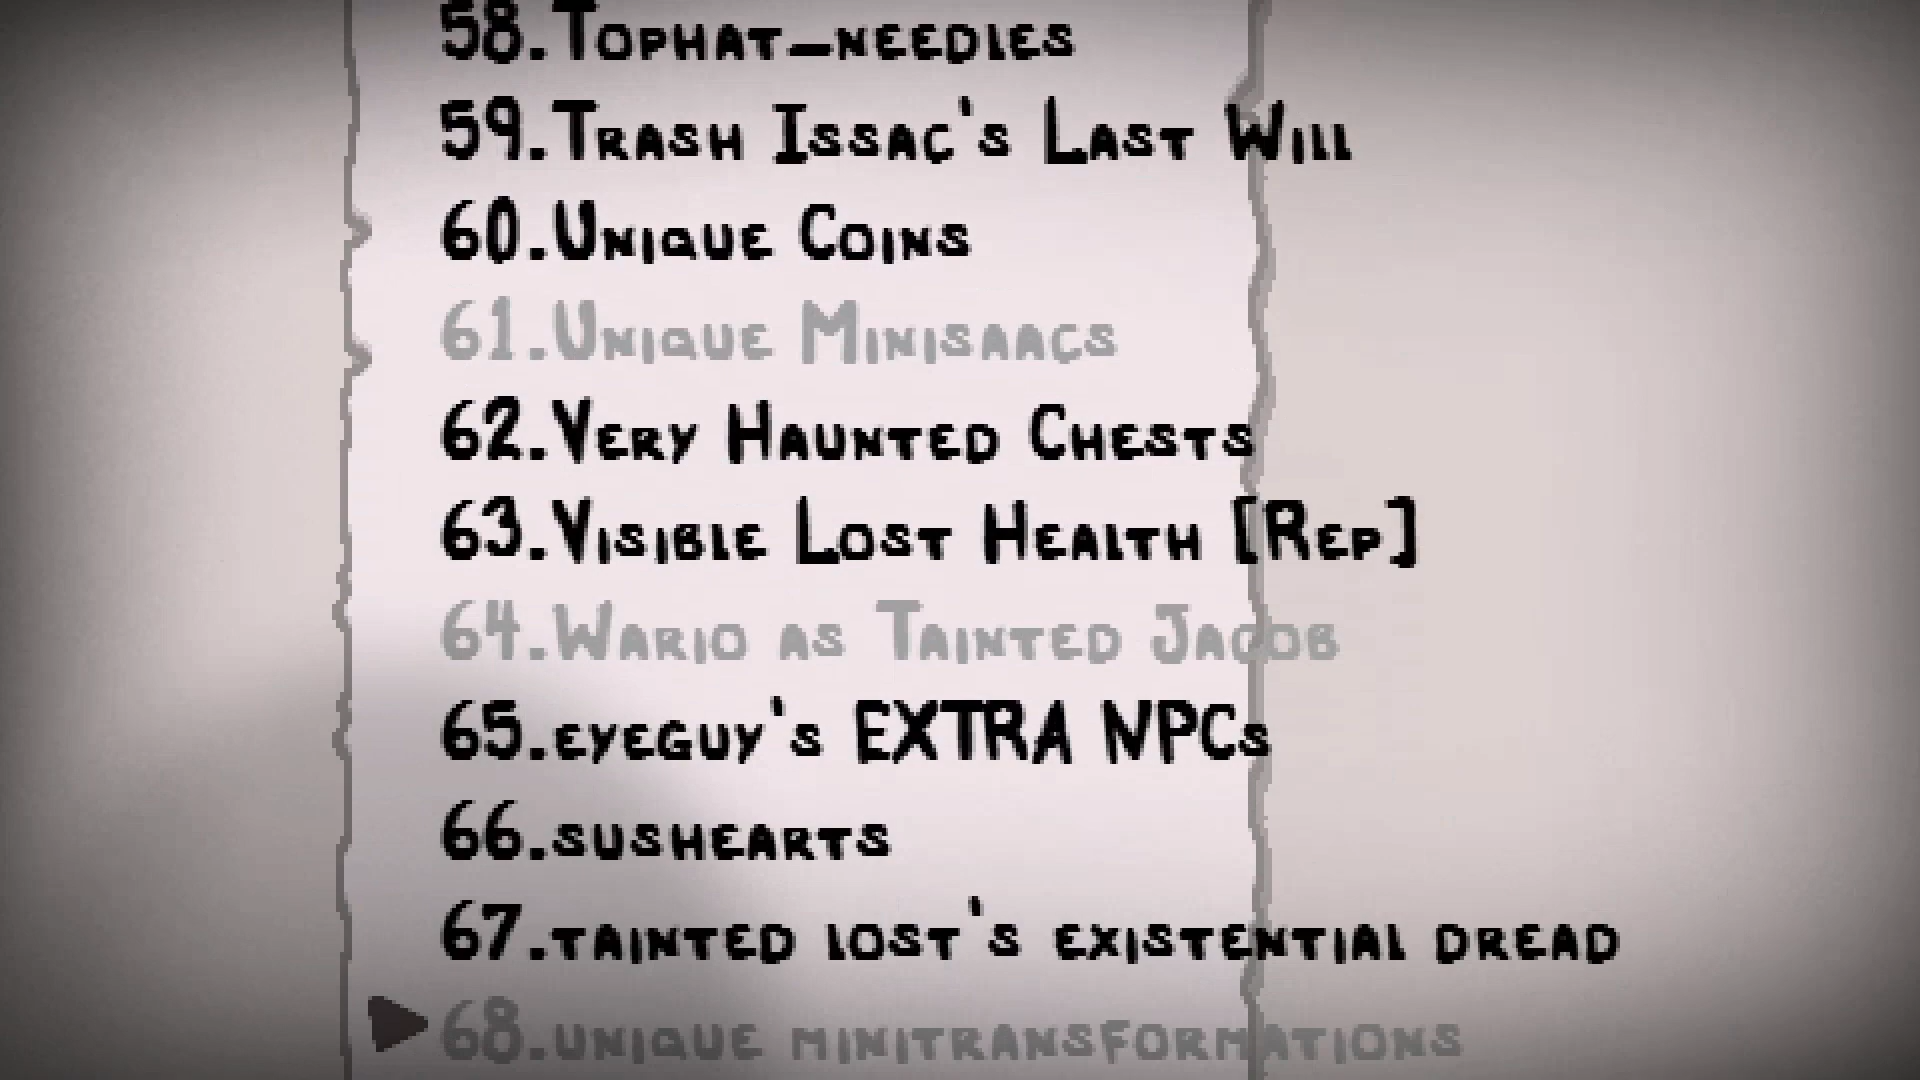 58.Tophat_needles
59.Trash Issac's Last Will
60.Unique Coins
61.Unique Minisaacs
62.Very Haunted Chests
63.Visible Lost Health [Rep]
64.Wario as Tainted Jacob
65.eyeguy's EXTRA NPCs
66.sushearts
67.tainted lost's existential dread
68.unique minitransformations